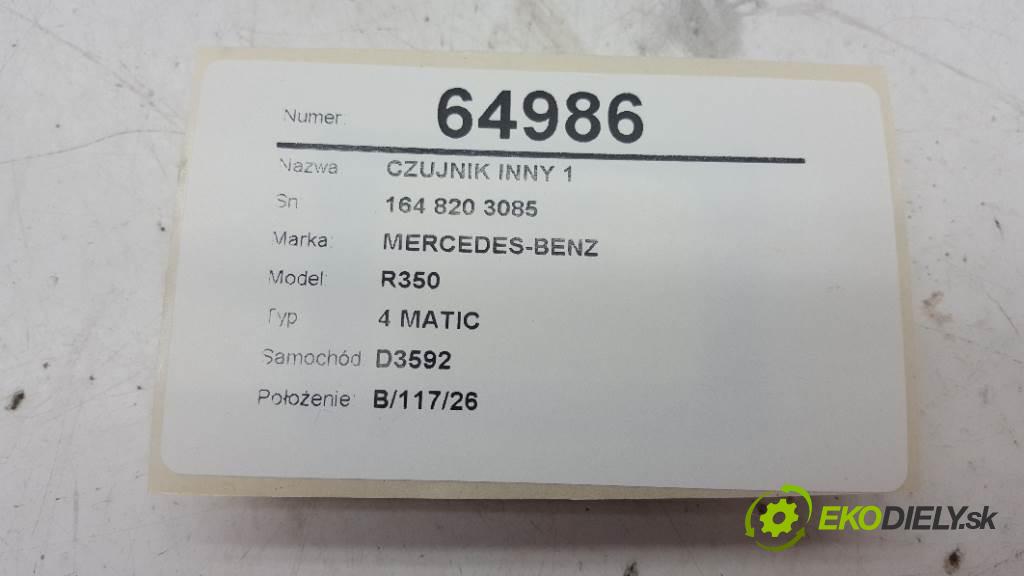 Numer: 64986
Nazwa CZUJNIK INNY 1
Sn 164 820 3085
Marka: MERCEDES-BENZ
Model: R350
Typ 4 MATIC
Samochód D3592
Położenie: B/117/26
EKODIELY.sk